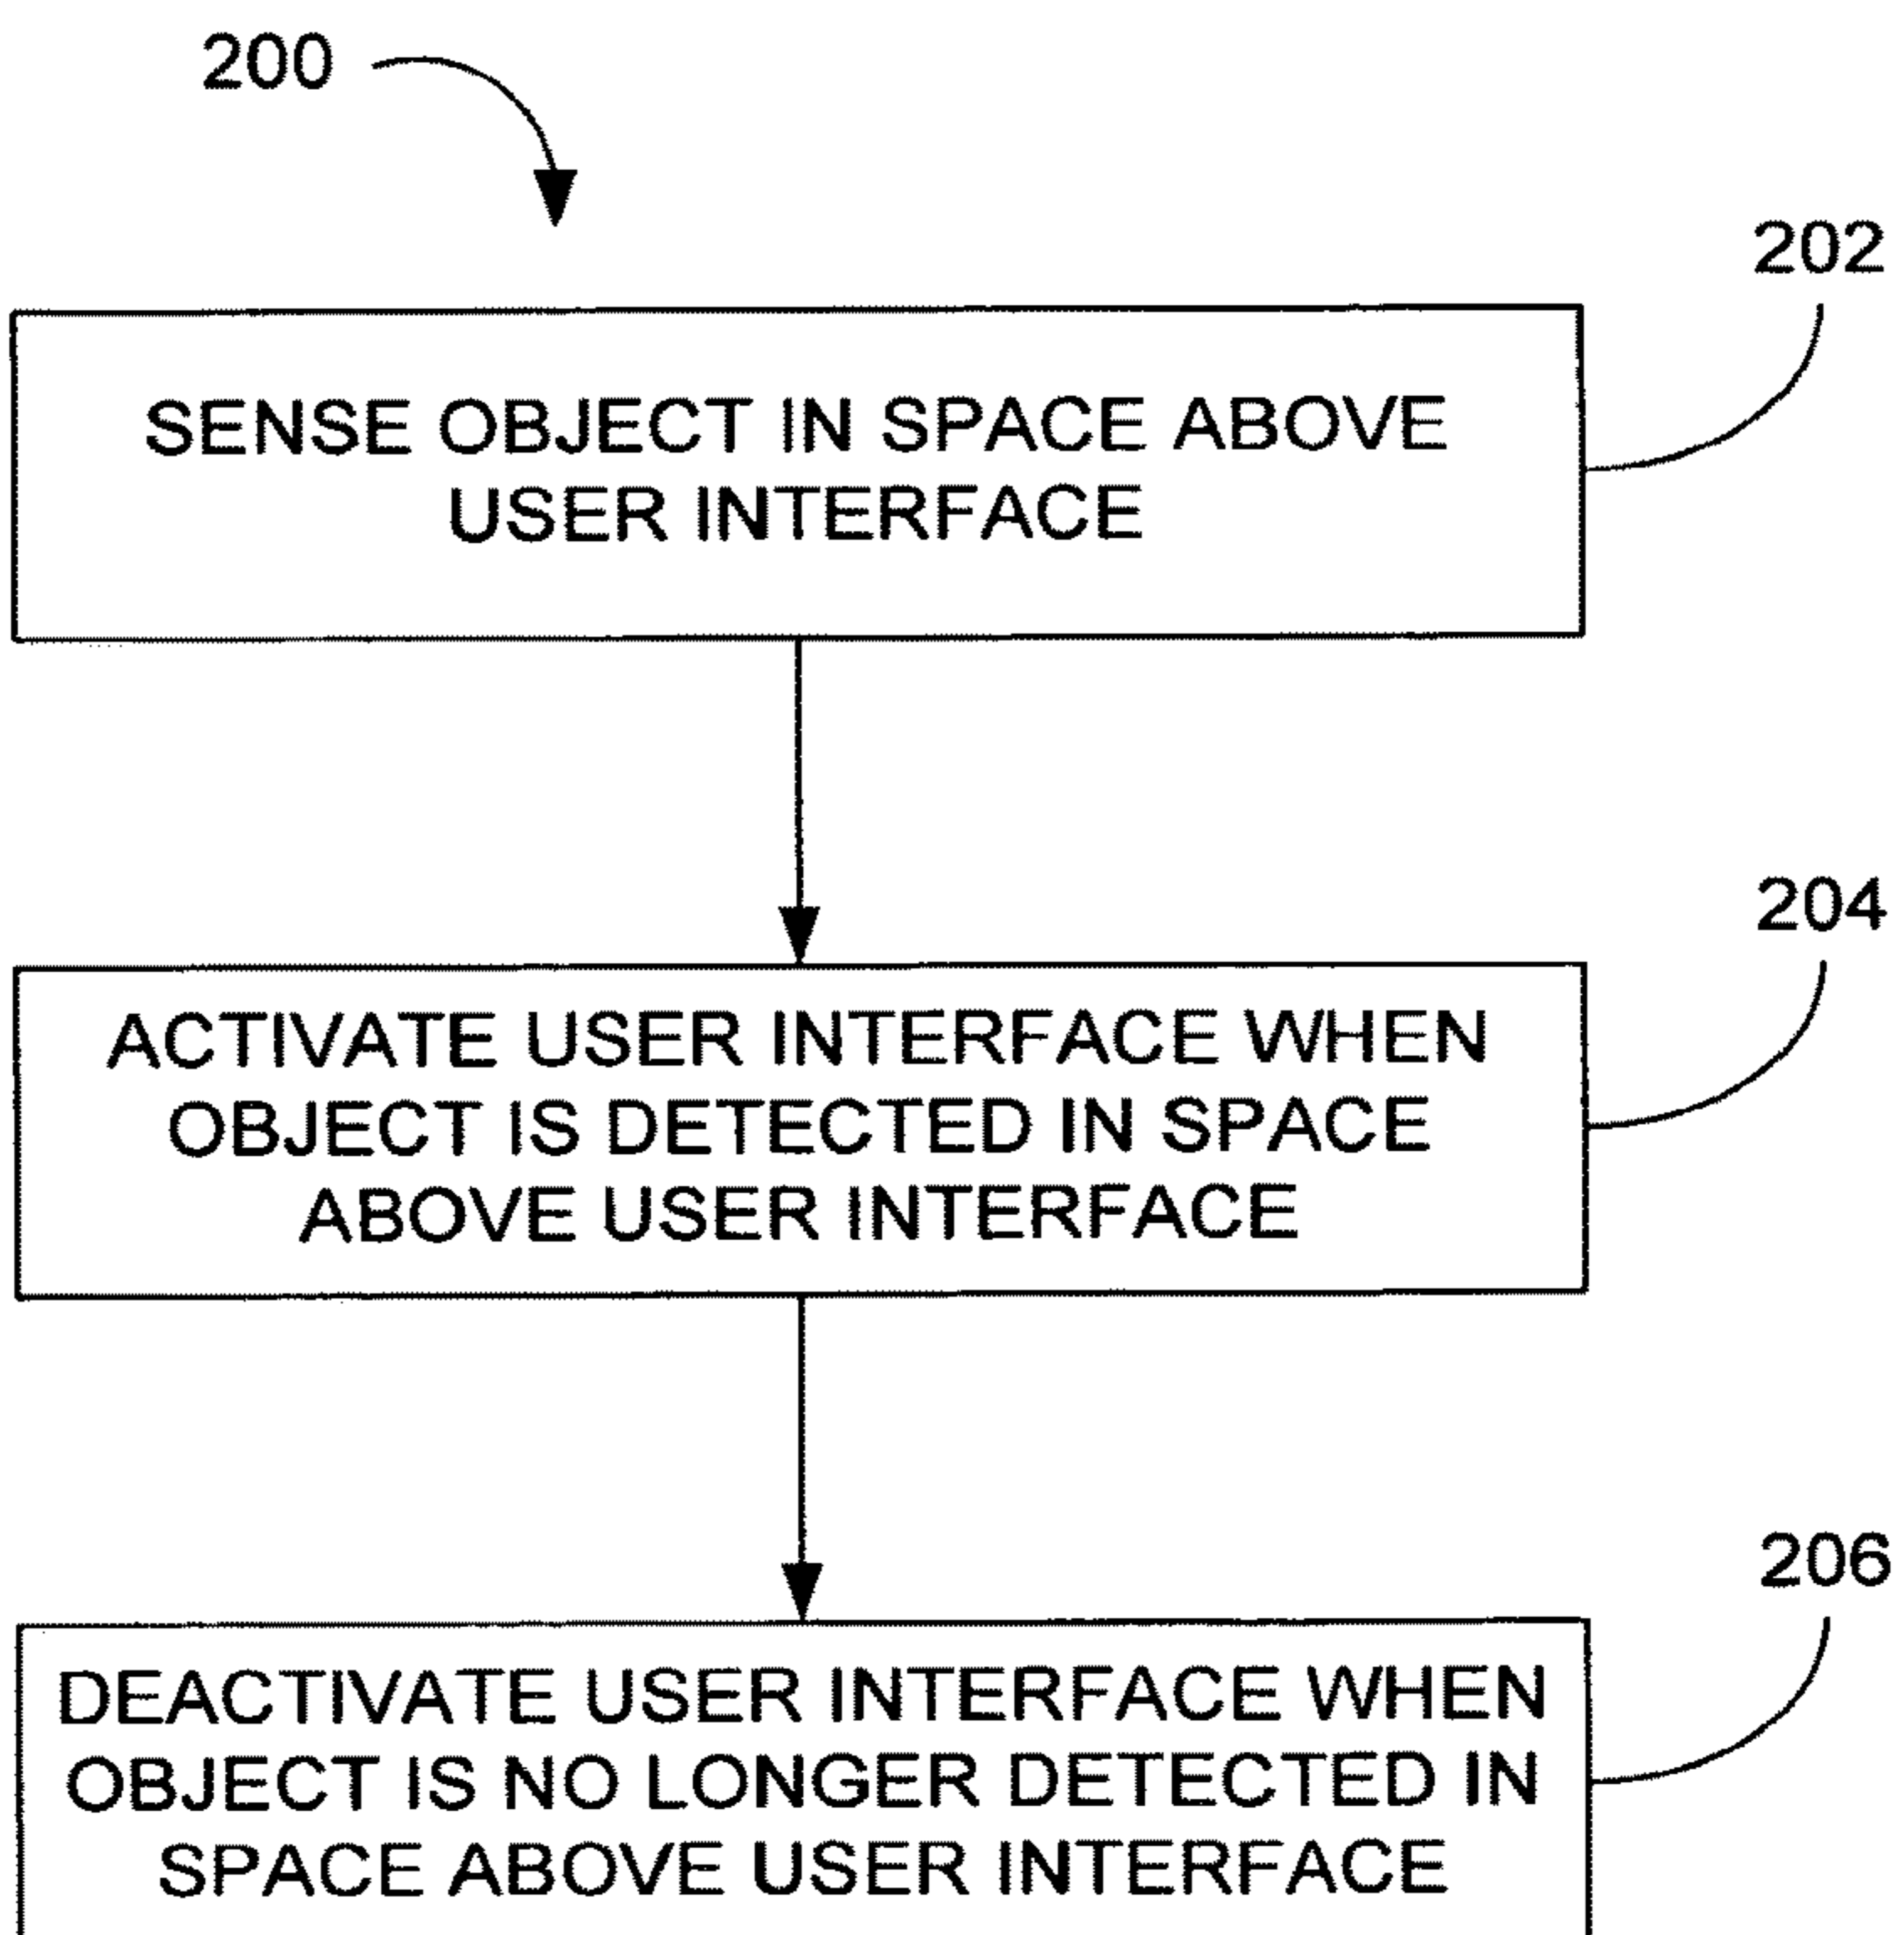 200
202
SENSE OBJECT IN SPACE ABOVE
USER INTERFACE
204
ACTIVATE USER INTERFACE WHEN
OBJECT IS DETECTED IN SPACE
ABOVE USER INTERFACE
206
DEACTIVATE USER INTERFACE WHEN
OBJECT IS NO LONGER DETECTED IN
SPACE ABOVE USER INTERFACE